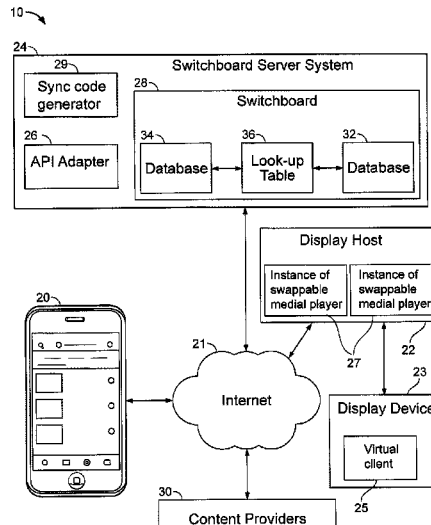 10
24
Switchboard Server System
29
Sync code
generator
28
Switchboard
26
API Adapter
34
Database
36
Look-up
Table
32
Database
Display Host
Instance of
swappable
medial player
Instance of
swappable
medial player
27
22
20
21
Internet
23
Display Device
Virtual
client
25
30
Content Providers